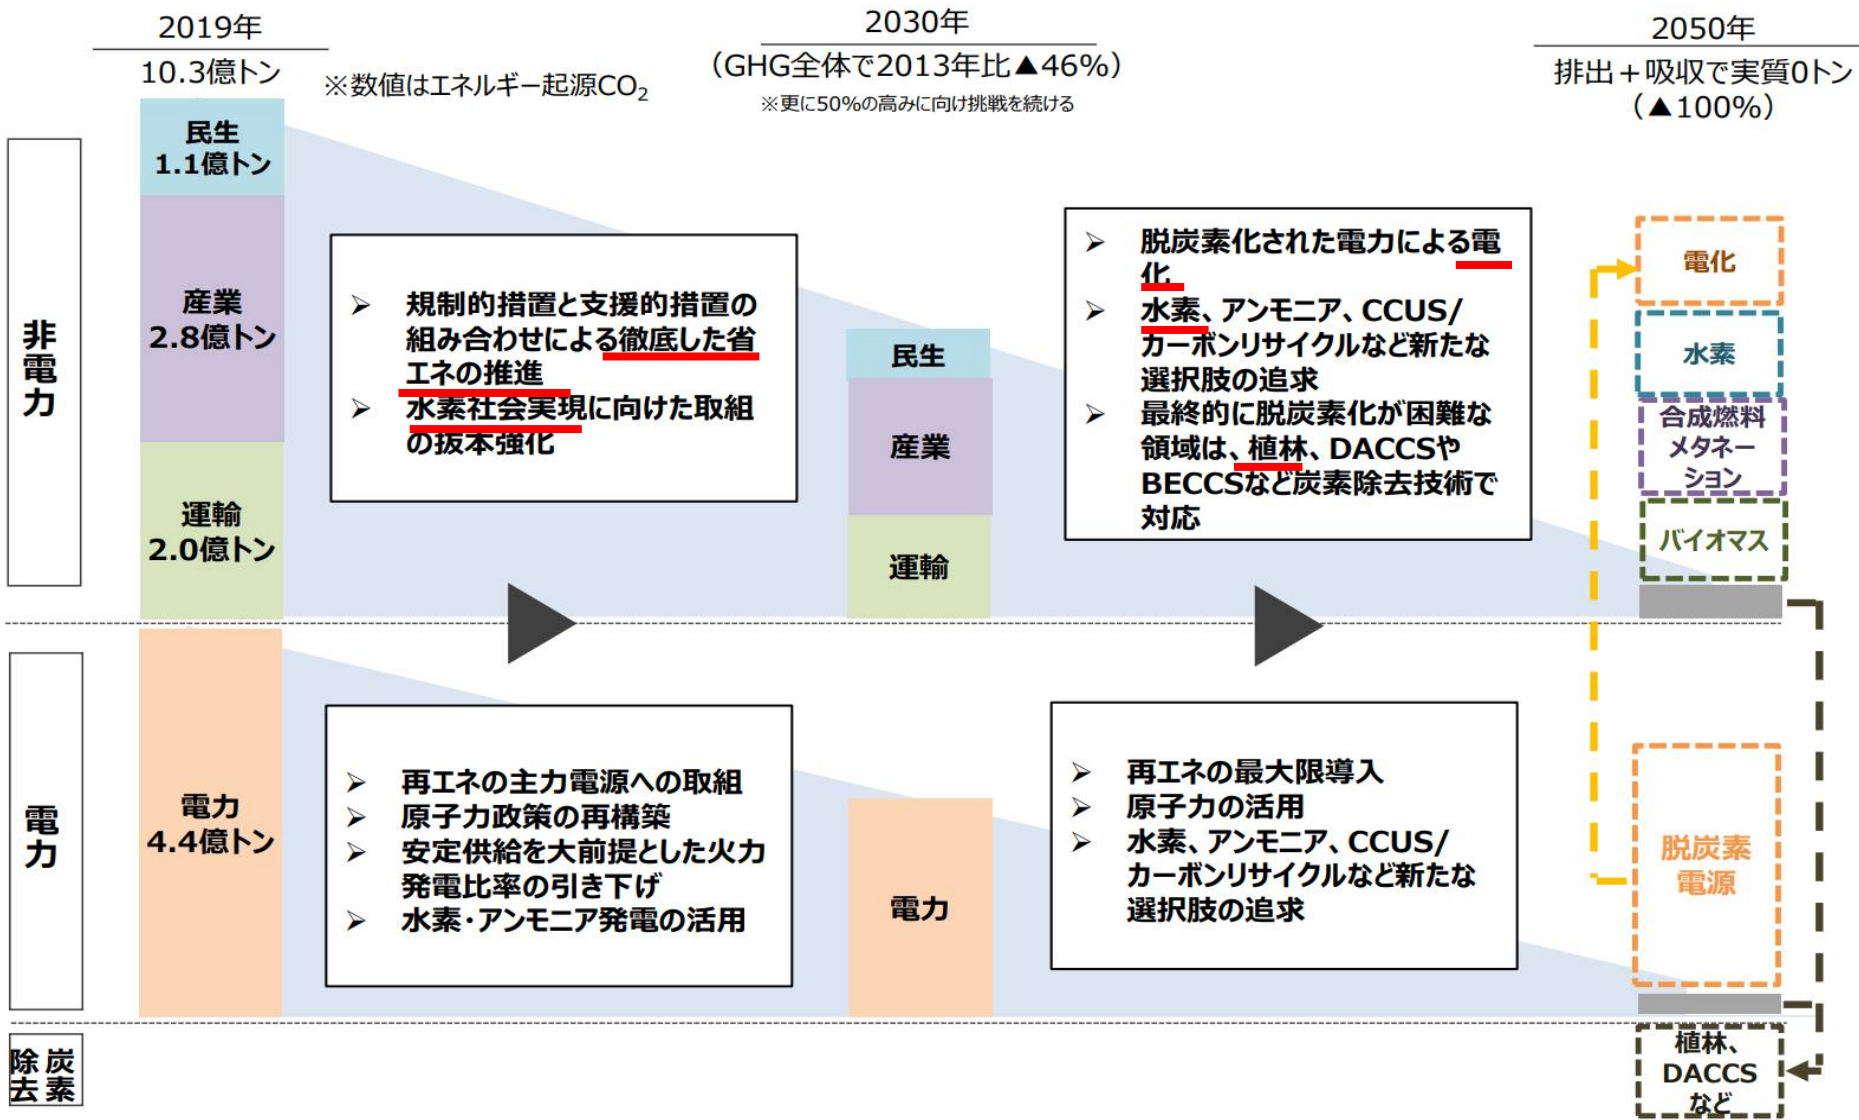 2019年
10.3億トン
※数値はエネルギー起源CO₂
2030年
（GHG全体で2013年比▲46%）
※更に50%の高みに向け挑戦を続ける
2050年
排出＋吸収で実質0トン
（▲100%）
非電力
民生
1.1億トン
産業
2.8億トン
運輸
2.0億トン
➢ 規制的措置と支援的措置の
組み合わせによる徹底した省
エネの推進
➢ 水素社会実現に向けた取組
の抜本強化
民生
産業
運輸
➢ 脱炭素化された電力による電
化
➢ 水素、アンモニア、CCUS/
カーボンリサイクルなど新たな
選択肢の追求
➢ 最終的に脱炭素化が困難な
領域は、植林、DACCSや
BECCSなど炭素除去技術で
対応
電化
水素
合成燃料
メタネー
ション
バイオマス
電力
電力
4.4億トン
➢ 再エネの主力電源への取組
➢ 原子力政策の再構築
➢ 安定供給を大前提とした火力
発電比率の引き下げ
➢ 水素・アンモニア発電の活用
電力
➢ 再エネの最大限導入
➢ 原子力の活用
➢ 水素、アンモニア、CCUS/
カーボンリサイクルなど新たな
選択肢の追求
脱炭素
電源
炭素除去
植林、
DACCS
など